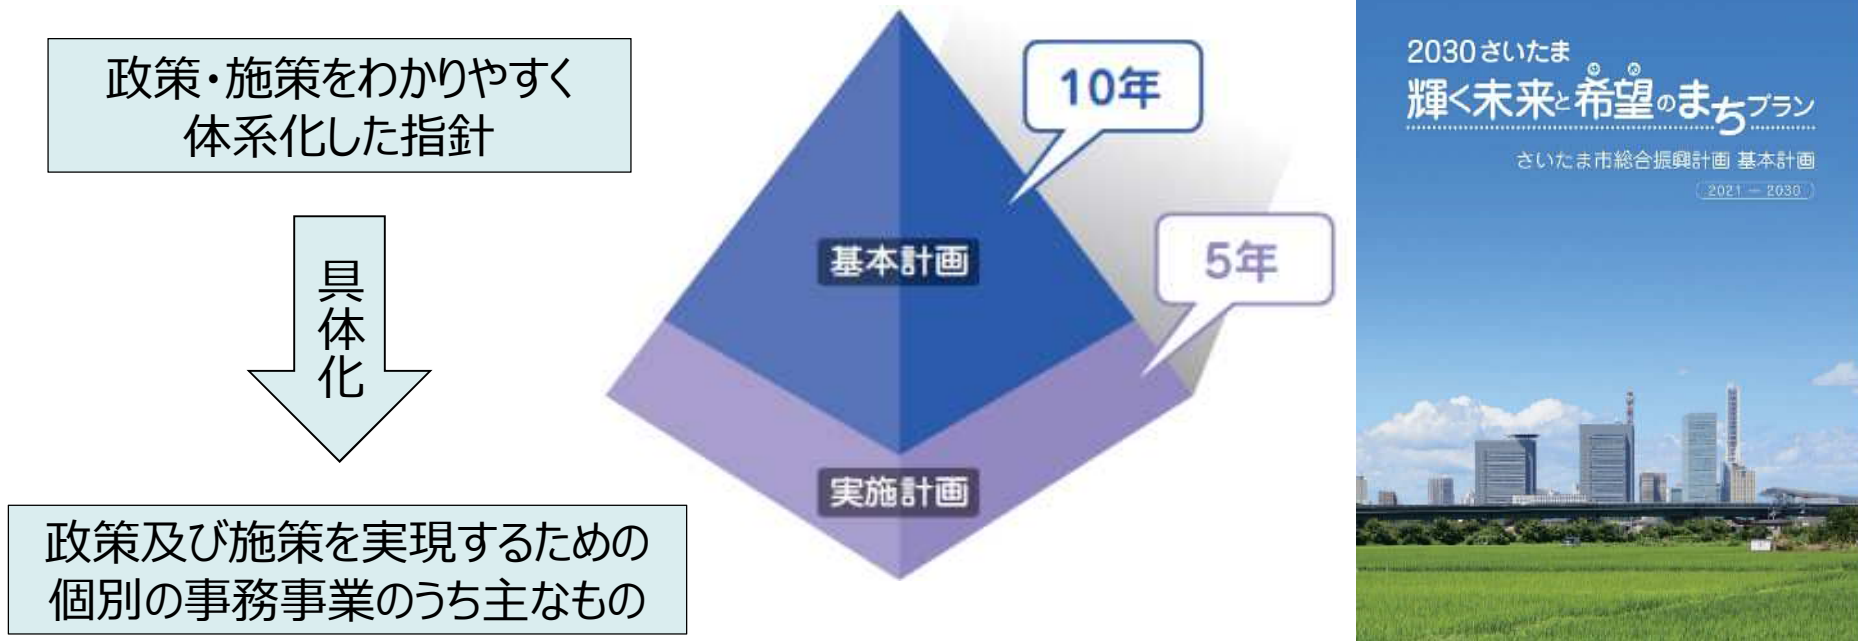 政策・施策をわかりやすく
体系化した指針
具体化
政策及び施策を実現するための
個別の事務事業のうち主なもの
10年
5年
基本計画
実施計画
2030さいたま
ゆめ
輝く未来と希望のまちプラン
さいたま市総合振興計画 基本計画
2021 ー 2030